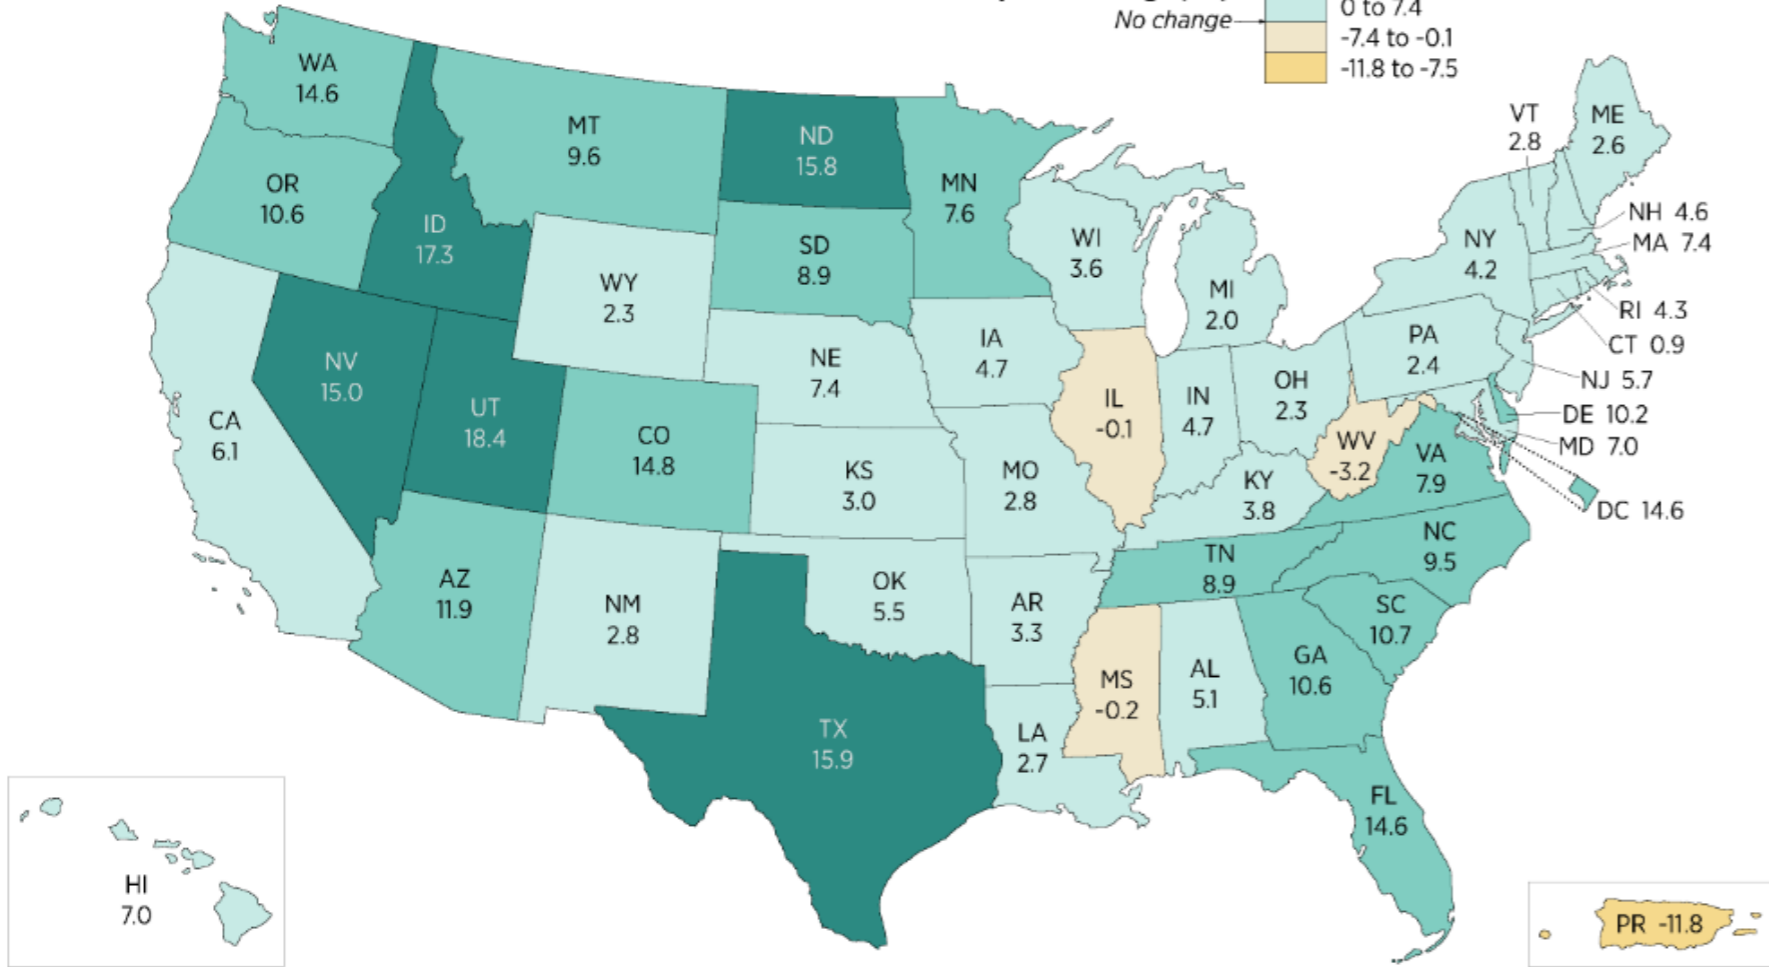 0 to 7.4
No change
-7.4 to -0.1
-11.8 to -7.5
WA
14.6
MT
9.6
ND
15.8
MN
7.6
VT
2.8
ME
2.6
OR
10.6
ID
17.3
SD
8.9
WI
3.6
NY
4.2
NH 4.6
MA 7.4
WY
2.3
MI
2.0
RI 4.3
CT 0.9
NV
15.0
NE
7.4
IA
4.7
PA
2.4
NJ 5.7
CA
6.1
UT
18.4
CO
14.8
IL
-0.1
IN
4.7
OH
2.3
DE 10.2
MD 7.0
KS
3.0
MO
2.8
KY
3.8
WV
-3.2
VA
7.9
DC 14.6
AZ
11.9
NM
2.8
OK
5.5
AR
3.3
TN
8.9
NC
9.5
SC
10.7
TX
15.9
LA
2.7
MS
-0.2
AL
5.1
GA
10.6
FL
14.6
HI
7.0
PR -11.8